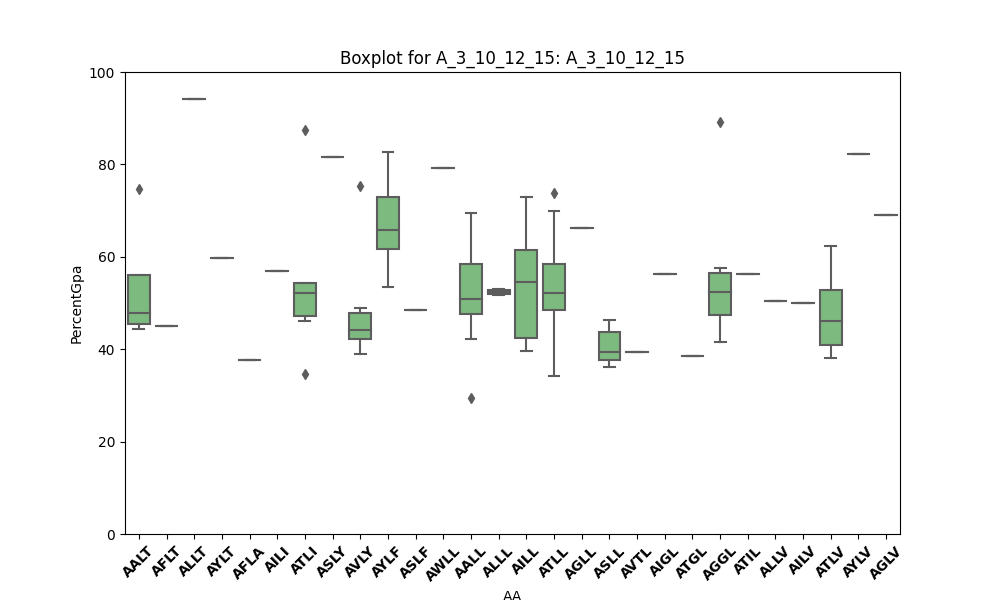 Boxplot for A_3_10_12_15: A_3_10_12_15
100
80
60
40
20
0
PercentGpa
AALT AFLT ALLT AYLT AFLA AILI ATLI ASLY AVLY AYLF ASLF AWLL AALL ALLL AILL ATLL AGLL ASLL AVTL AIGL ATGL AGGL ATIL ALLV AILV ATLV AYLV AGLV
AA